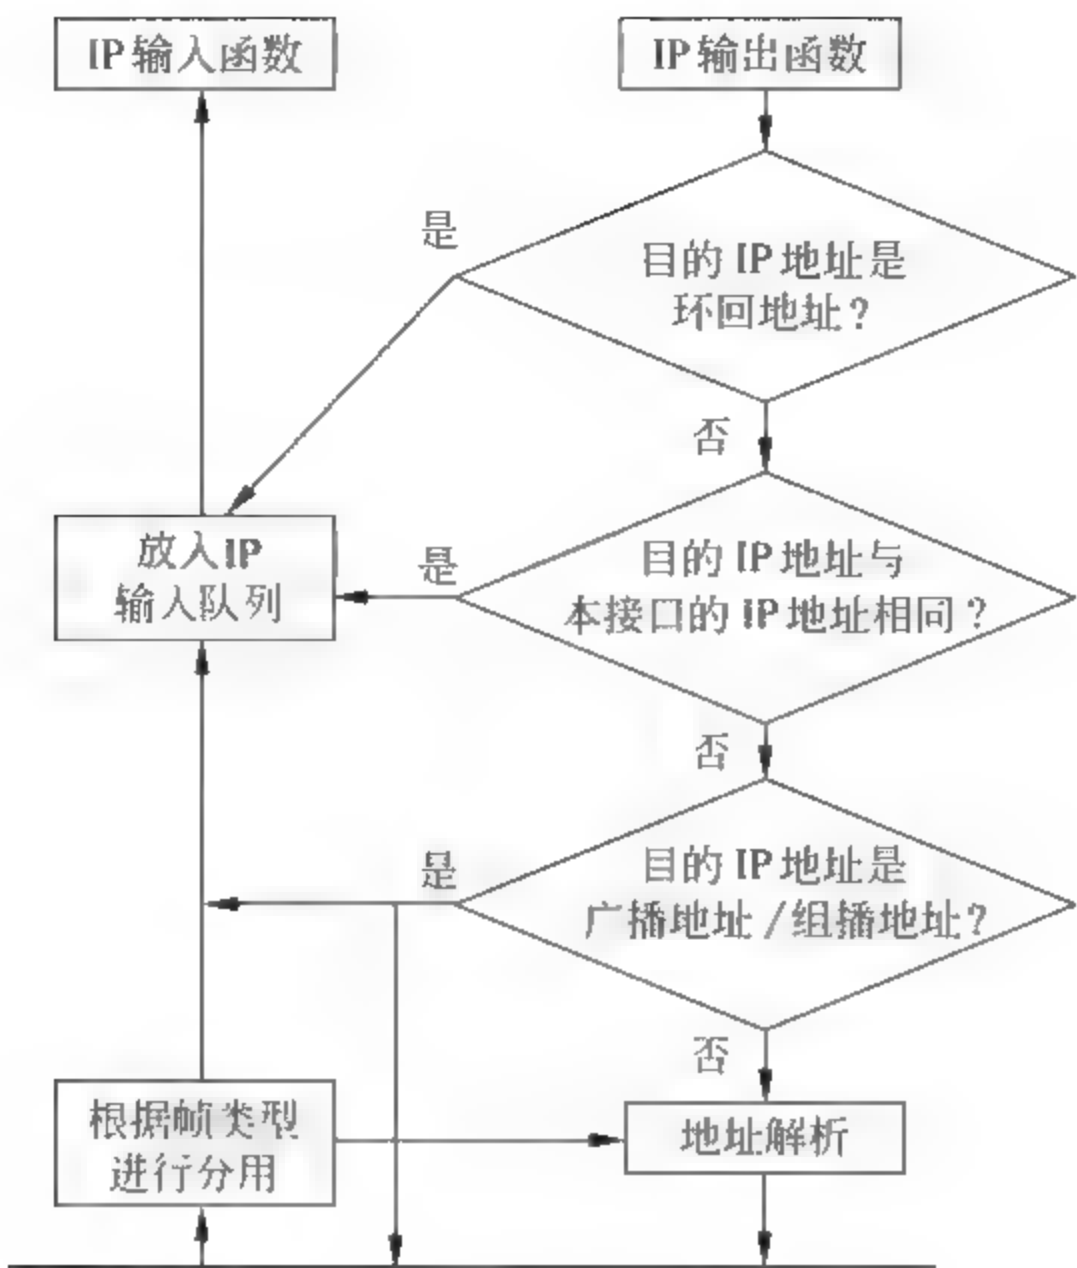 IP 输入函数
IP 输出函数
是
目的 IP 地址是
环回地址?
否
放入IP
输入队列
是
目的 IP 地址与
本接口的 IP 地址相同?
否
是
目的 IP 地址是
广播地址/组播地址?
否
根据帧类型
进行分用
地址解析